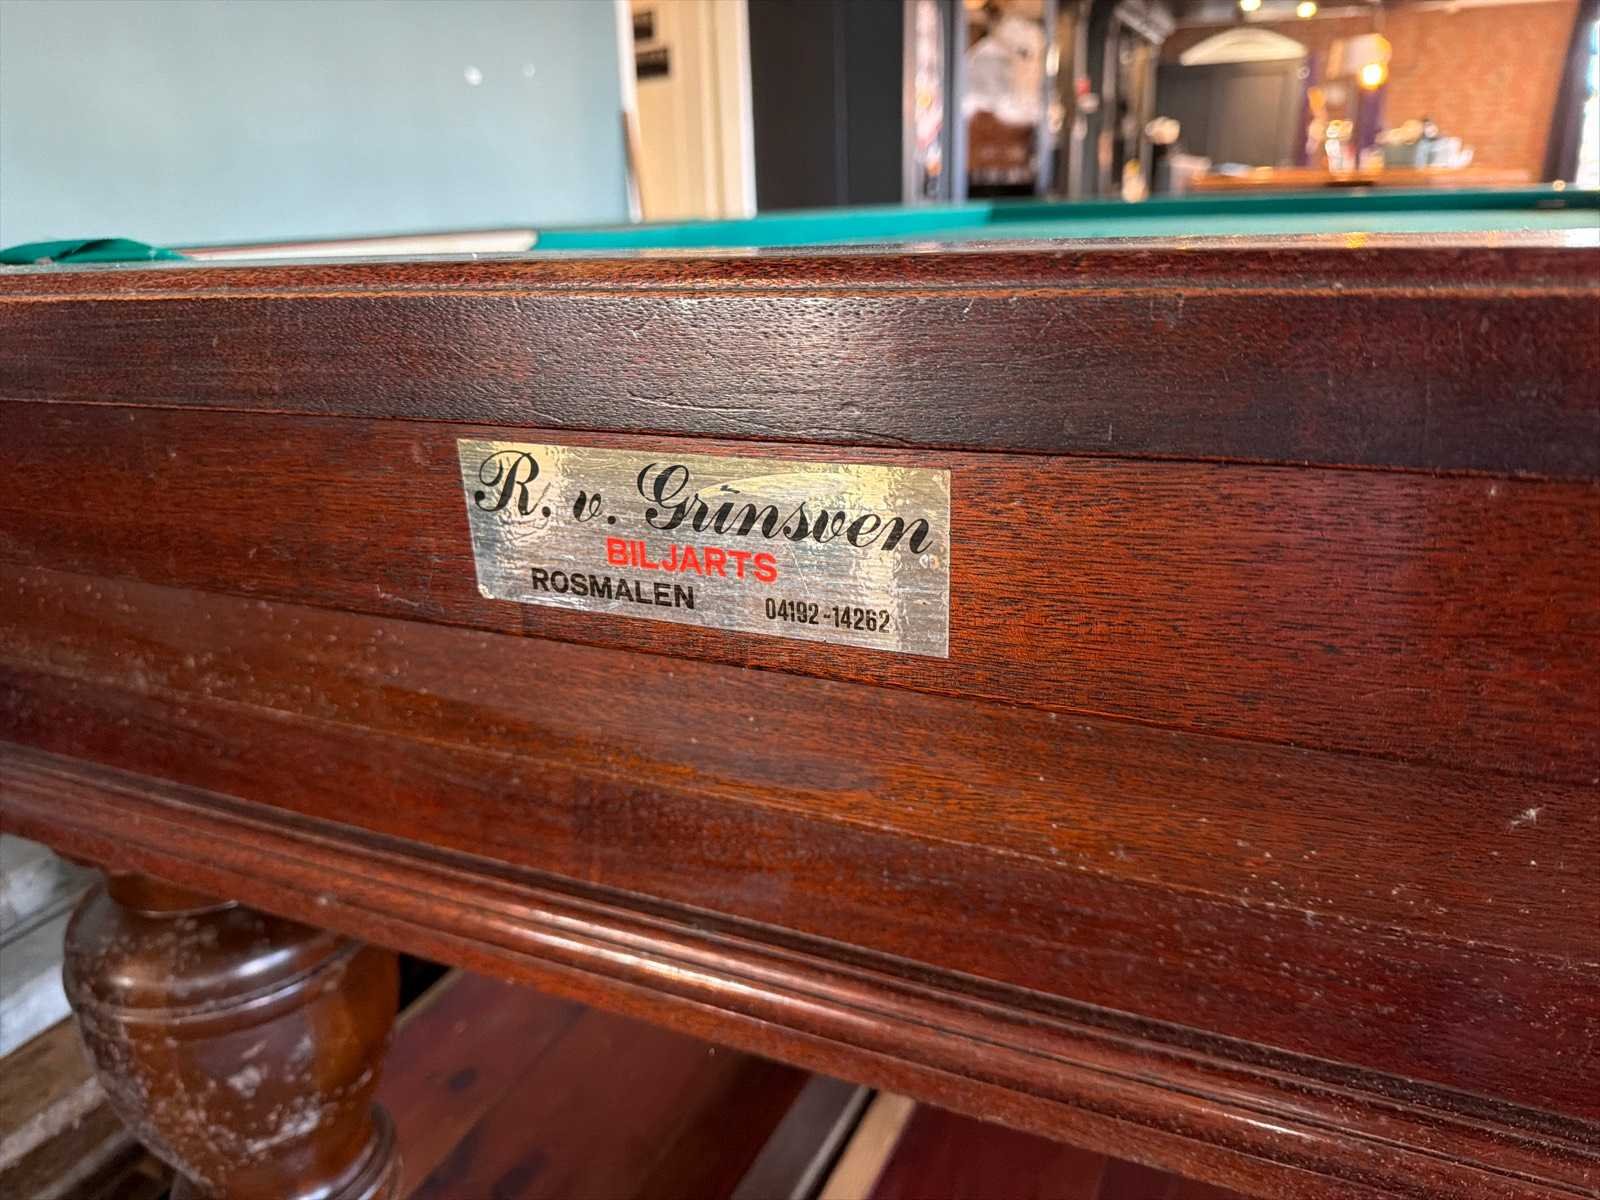 R. v. Grinsven
BILJARTS
ROSMALEN 04192-14262